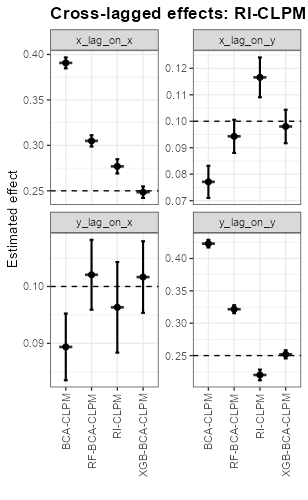 Cross-lagged effects: RI-CLPM
x_lag_on_x
x_lag_on_y
0.40
0.35
0.30
0.25
0.12
0.11
0.10
0.09
0.08
0.07
y_lag_on_x
y_lag_on_y
0.10
0.09
0.40
0.35
0.30
0.25
Estimated effect
BCA-CLPM
RF-BCA-CLPM
RI-CLPM
XGB-BCA-CLPM
BCA-CLPM
RF-BCA-CLPM
RI-CLPM
XGB-BCA-CLPM